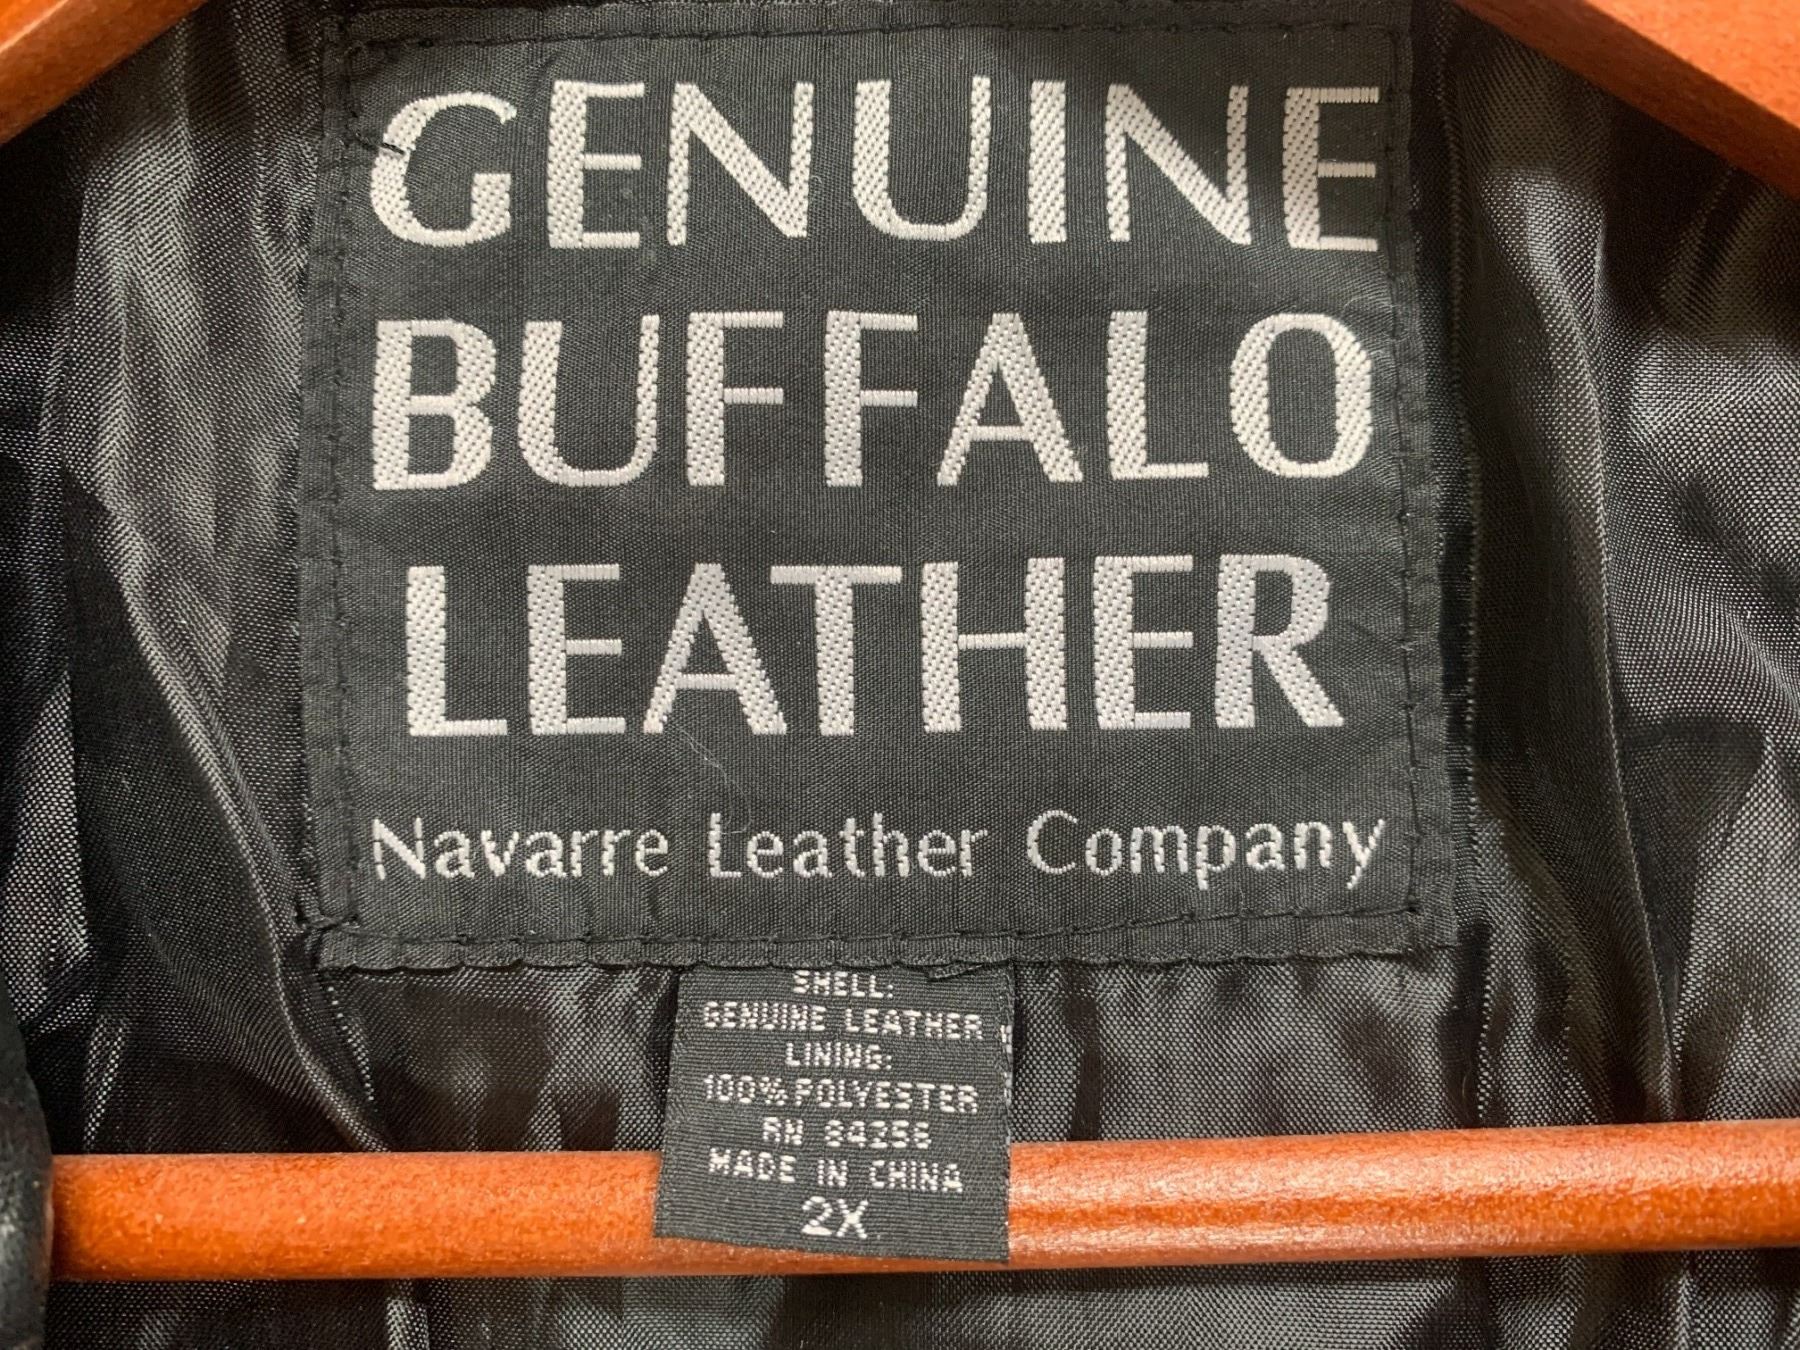 GENUINE
BUFFALO
LEATHER
Navarre Leather Company
SHELL:
GENUINE LEATHER
LINING:
100% POLYESTER
RN 84256
MADE IN CHINA
2X